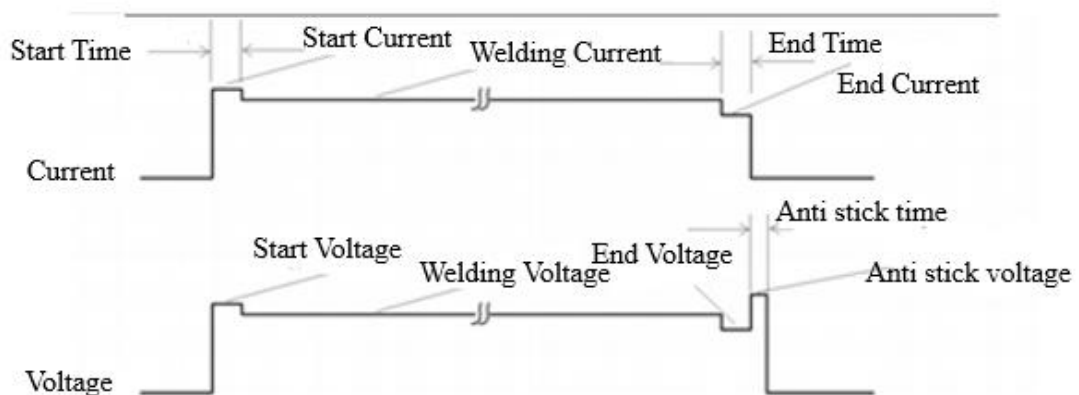 Start Time
Start Current
Welding Current
End Time
End Current
Current
Anti stick time
Start Voltage
End Voltage
Welding Voltage
Anti stick voltage
Voltage